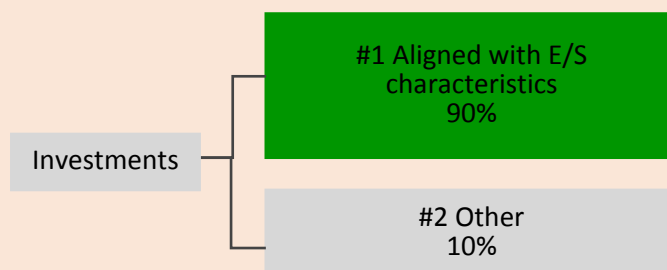 #1 Aligned with E/S
characteristics
90%
Investments
#2 Other
10%